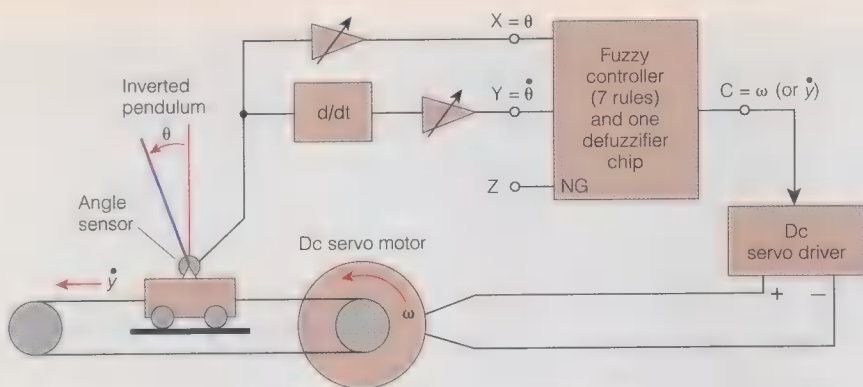 X = θ
Inverted
pendulum
θ
d/dt
Y = θ̇
Fuzzy
controller
(7 rules)
and one
defuzzifier
chip
C = ω (or ẏ)
Z
NG
Angle
sensor
Dc servo motor
Dc
servo driver
+ −
ẏ
ω